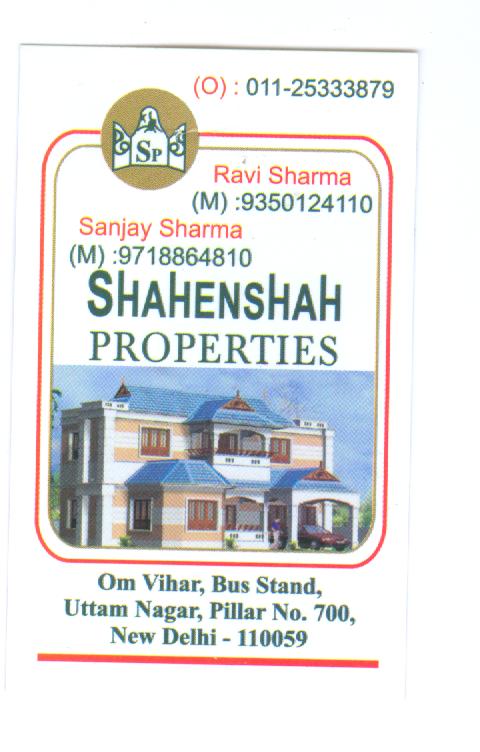 (O) : 011-25333879
SP
Ravi Sharma
(M) :9350124110
Sanjay Sharma
(M) :9718864810
SHAHENSHAH
PROPERTIES
Om Vihar, Bus Stand,
Uttam Nagar, Pillar No. 700,
New Delhi - 110059